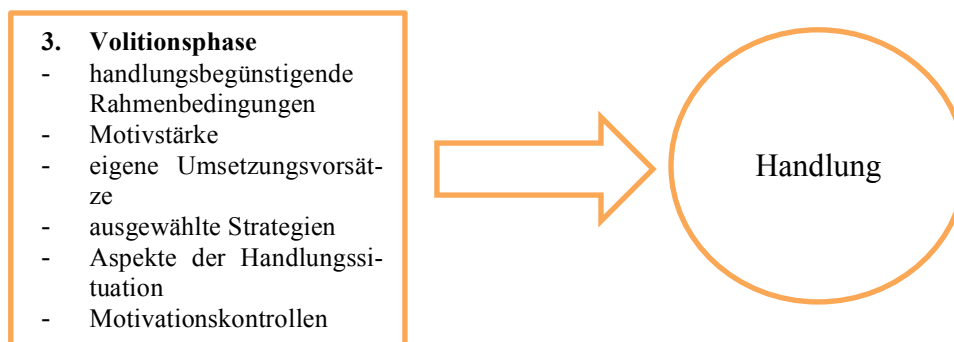 3. Volitionsphase
- handlungsbegünstigende
Rahmenbedingungen
- Motivstärke
- eigene Umsetzungsvorsät-
ze
- ausgewählte Strategien
- Aspekte der Handlungssi-
tuation
- Motivationskontrollen
Handlung